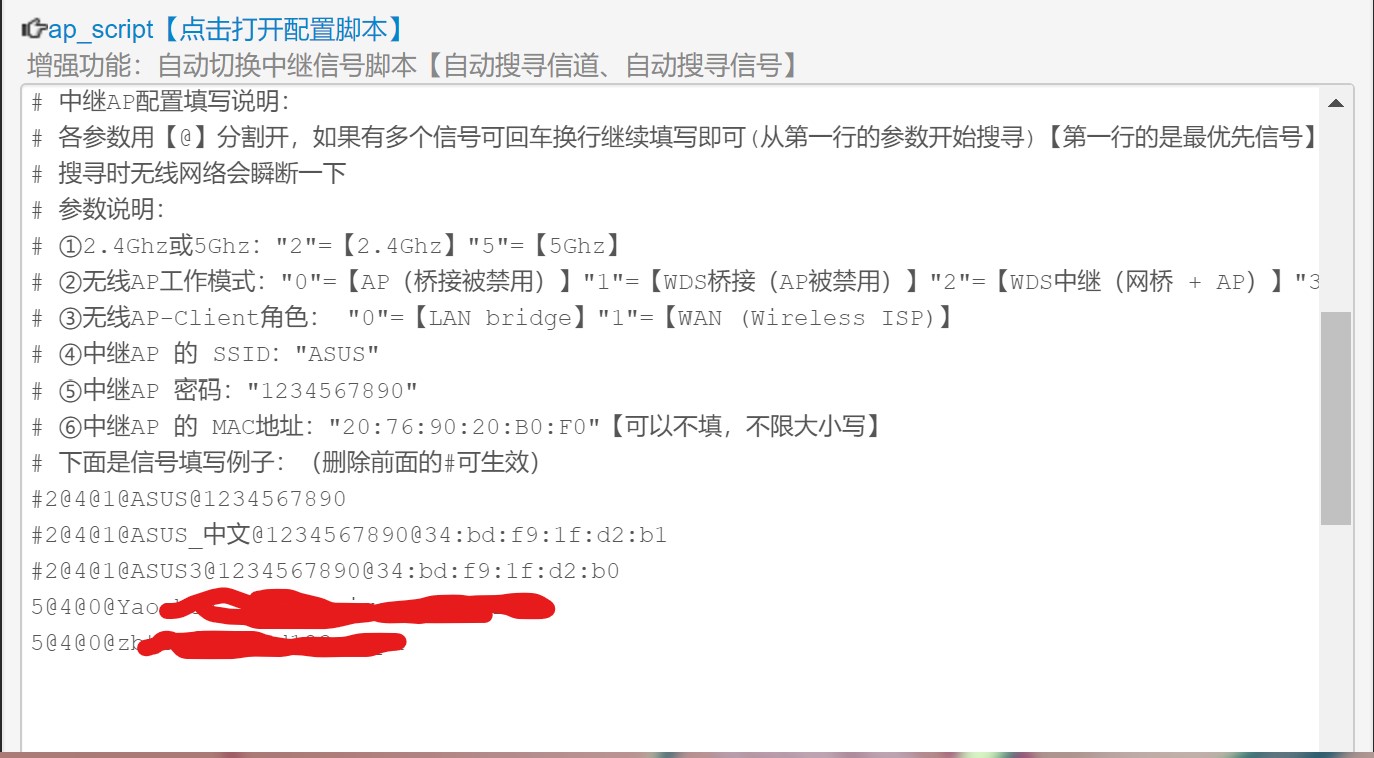 ap_script【点击打开配置脚本】
增强功能：自动切换中继信号脚本【自动搜寻信道、自动搜寻信号】
# 中继AP配置填写说明：
# 各参数用【@】分割开，如果有多个信号可回车换行继续填写即可(从第一行的参数开始搜寻)【第一行的是最优先信号】
# 搜寻时无线网络会瞬断一下
# 参数说明：
# ①2.4Ghz或5Ghz："2"=【2.4Ghz】"5"=【5Ghz】
# ②无线AP工作模式："0"=【AP（桥接被禁用）】"1"=【WDS桥接（AP被禁用）】"2"=【WDS中继（网桥 + AP）】"3
# ③无线AP-Client角色： "0"=【LAN bridge】"1"=【WAN (Wireless ISP)】
# ④中继AP 的 SSID："ASUS"
# ⑤中继AP 密码："1234567890"
# ⑥中继AP 的 MAC地址："20:76:90:20:B0:F0"【可以不填，不限大小写】
# 下面是信号填写例子：（删除前面的#可生效）
#2@4@1@ASUS@1234567890
#2@4@1@ASUS_中文@1234567890@34:bd:f9:1f:d2:b1
#2@4@1@ASUS3@1234567890@34:bd:f9:1f:d2:b0
5@4@0@Yao
5@4@0@zb